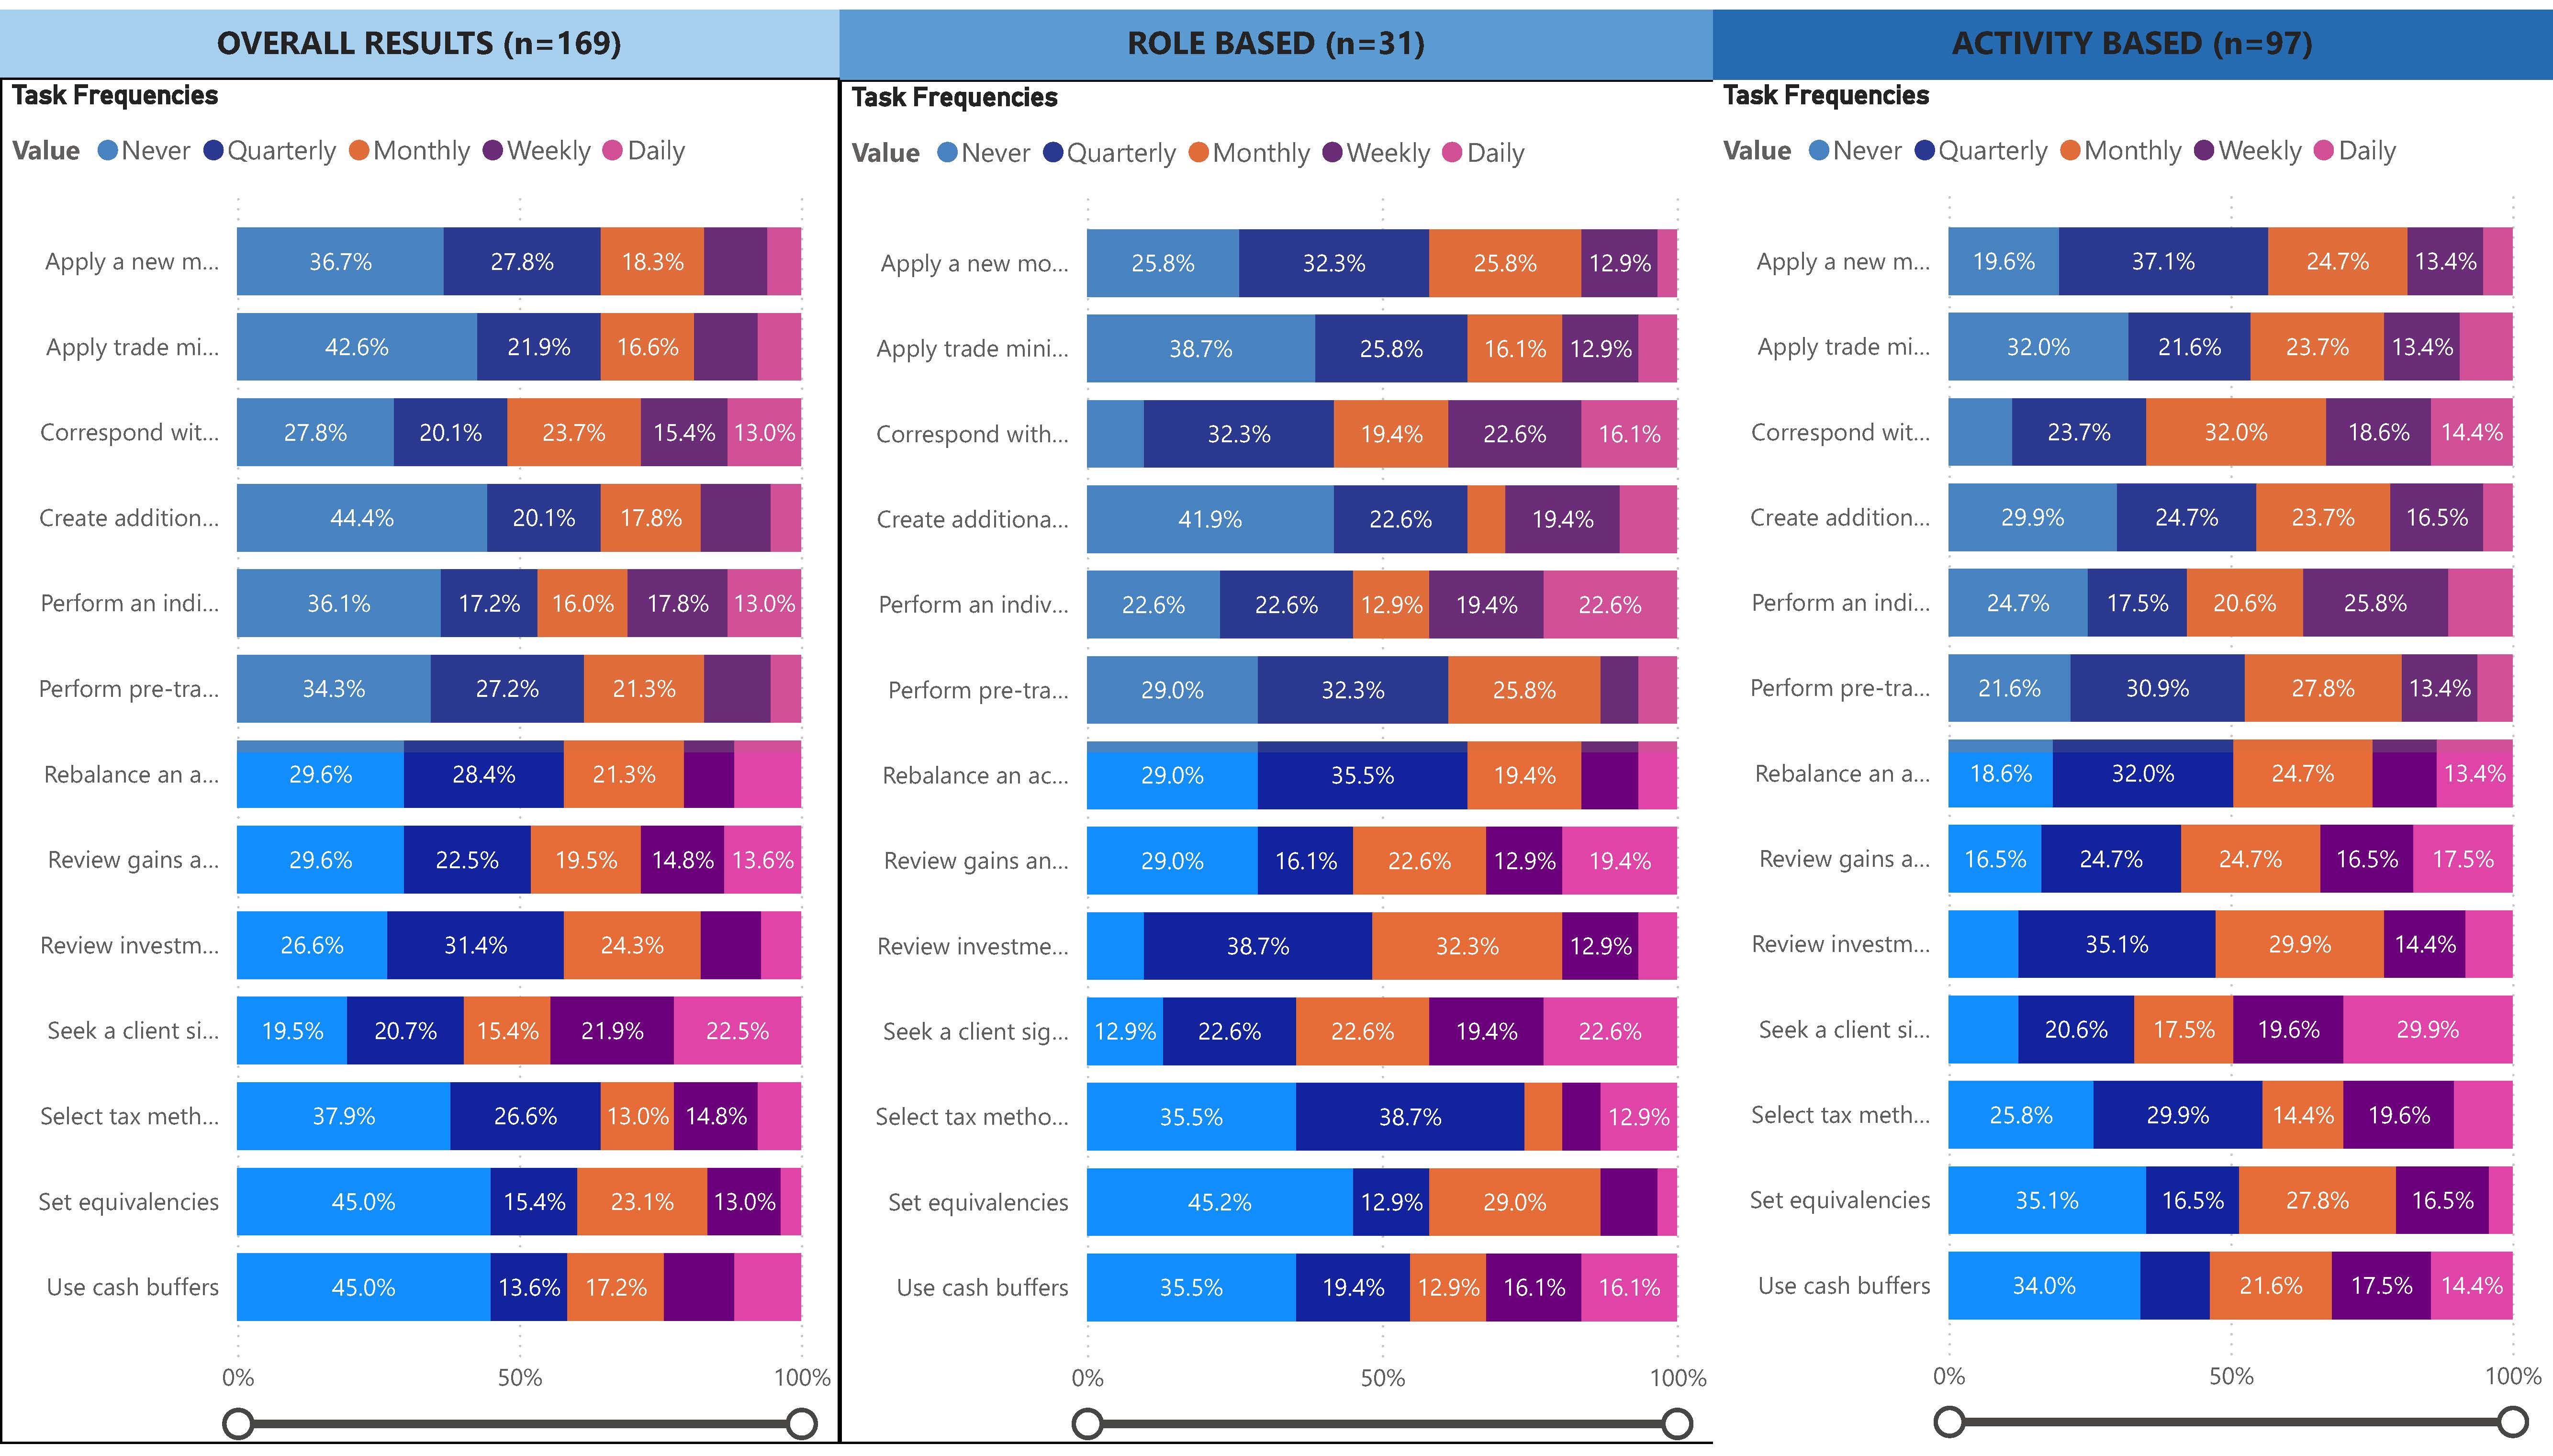 OVERALL RESULTS (n=169)
Task Frequencies
Value Never Quarterly Monthly Weekly Daily
Apply a new m... 36.7% 27.8% 18.3%
Apply trade mi... 42.6% 21.9% 16.6%
Correspond wit... 27.8% 20.1% 23.7% 15.4% 13.0%
Create addition... 44.4% 20.1% 17.8%
Perform an indi... 36.1% 17.2% 16.0% 17.8% 13.0%
Perform pre-tra... 34.3% 27.2% 21.3%
Rebalance an a... 29.6% 28.4% 21.3%
Review gains a... 29.6% 22.5% 19.5% 14.8% 13.6%
Review investm... 26.6% 31.4% 24.3%
Seek a client si... 19.5% 20.7% 15.4% 21.9% 22.5%
Select tax meth... 37.9% 26.6% 13.0% 14.8%
Set equivalencies 45.0% 15.4% 23.1% 13.0%
Use cash buffers 45.0% 13.6% 17.2%
0% 50% 100%
ROLE BASED (n=31)
Task Frequencies
Value Never Quarterly Monthly Weekly Daily
Apply a new mo... 25.8% 32.3% 25.8% 12.9%
Apply trade mini... 38.7% 25.8% 16.1% 12.9%
Correspond with... 32.3% 19.4% 22.6% 16.1%
Create additiona... 41.9% 22.6% 19.4%
Perform an indiv... 22.6% 22.6% 12.9% 19.4% 22.6%
Perform pre-tra... 29.0% 32.3% 25.8%
Rebalance an ac... 29.0% 35.5% 19.4%
Review gains an... 29.0% 16.1% 22.6% 12.9% 19.4%
Review investme... 38.7% 32.3% 12.9%
Seek a client sig... 12.9% 22.6% 22.6% 19.4% 22.6%
Select tax metho... 35.5% 38.7% 12.9%
Set equivalencies 45.2% 12.9% 29.0%
Use cash buffers 35.5% 19.4% 12.9% 16.1% 16.1%
0% 50% 100%
ACTIVITY BASED (n=97)
Task Frequencies
Value Never Quarterly Monthly Weekly Daily
Apply a new m... 19.6% 37.1% 24.7% 13.4%
Apply trade mi... 32.0% 21.6% 23.7% 13.4%
Correspond wit... 23.7% 32.0% 18.6% 14.4%
Create addition... 29.9% 24.7% 23.7% 16.5%
Perform an indi... 24.7% 17.5% 20.6% 25.8%
Perform pre-tra... 21.6% 30.9% 27.8% 13.4%
Rebalance an a... 18.6% 32.0% 24.7% 13.4%
Review gains a... 16.5% 24.7% 24.7% 16.5% 17.5%
Review investm... 35.1% 29.9% 14.4%
Seek a client si... 20.6% 17.5% 19.6% 29.9%
Select tax meth... 25.8% 29.9% 14.4% 19.6%
Set equivalencies 35.1% 16.5% 27.8% 16.5%
Use cash buffers 34.0% 21.6% 17.5% 14.4%
0% 50% 100%